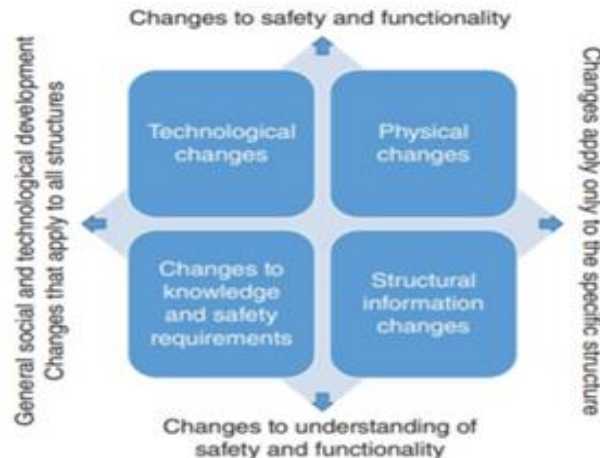 Changes to safety and functionality
General social and technological development
Changes that apply to all structures
Technological
changes
Physical
changes
Changes to
knowledge
and safety
requirements
Structural
information
changes
Changes apply only to the specific structure
Changes to understanding of
safety and functionality